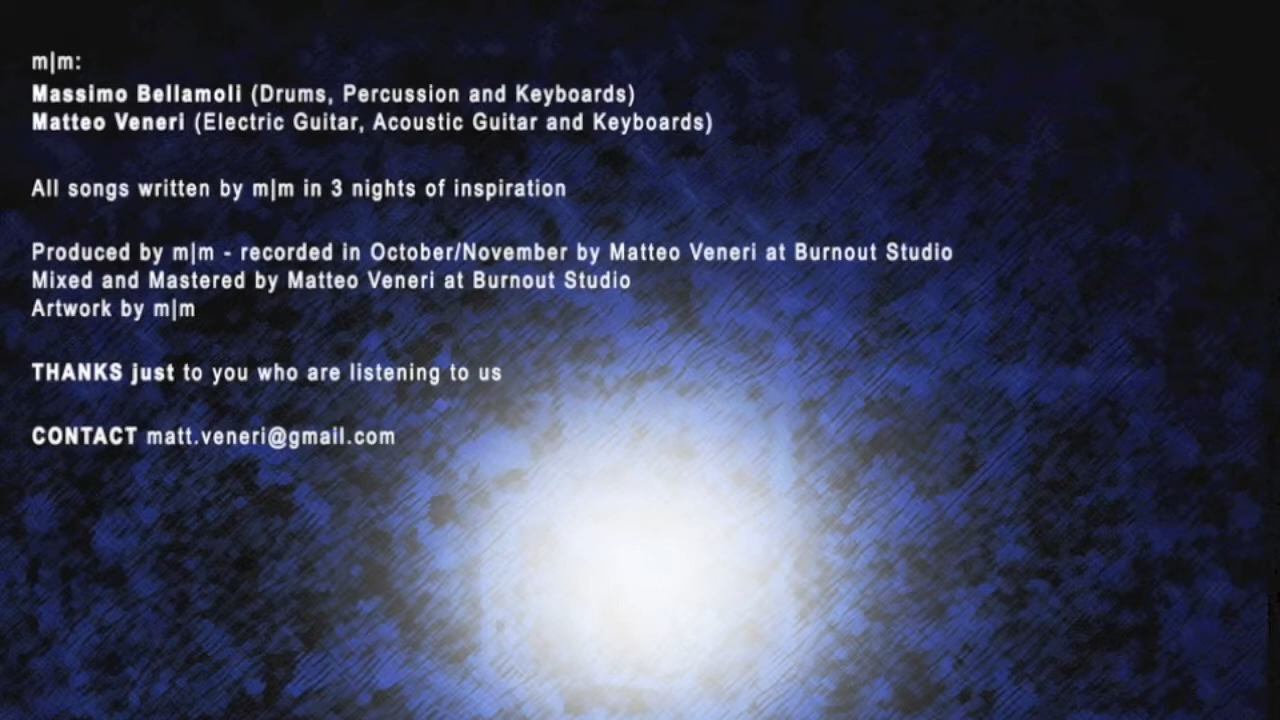 m|m:
Massimo Bellamoli (Drums, Percussion and Keyboards)
Matteo Veneri (Electric Guitar, Acoustic Guitar and Keyboards)
All songs written by m|m in 3 nights of inspiration
Produced by m|m - recorded in October/November by Matteo Veneri at Burnout Studio
Mixed and Mastered by Matteo Veneri at Burnout Studio
Artwork by m|m
THANKS just to you who are listening to us
CONTACT matt.veneri@gmail.com